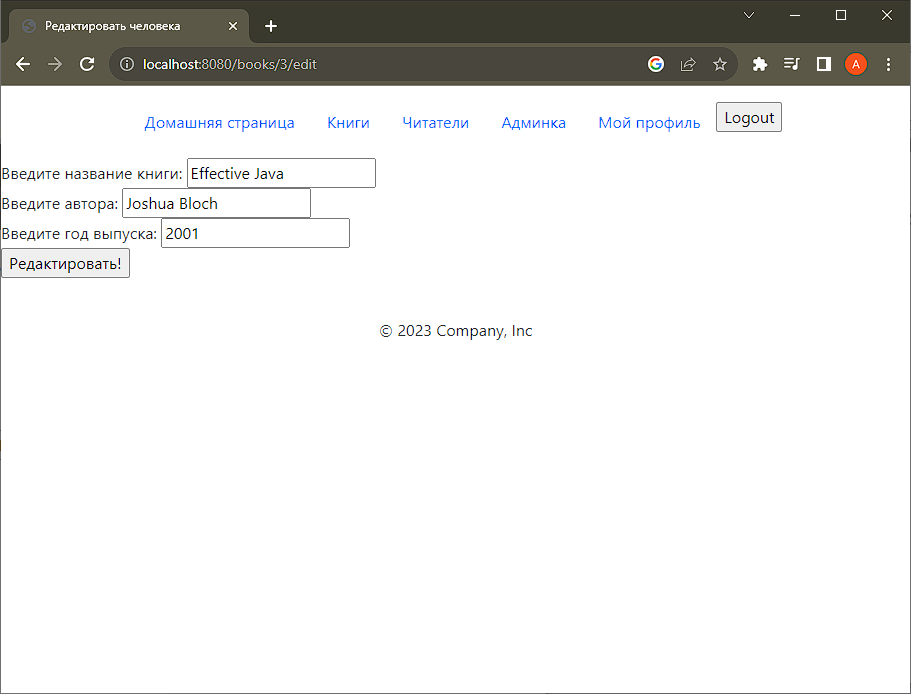 Редактировать человека
localhost:8080/books/3/edit
A
Домашняя страница Книги Читатели Админка Мой профиль Logout
Введите название книги: Effective Java
Введите автора: Joshua Bloch
Введите год выпуска: 2001
Редактировать!
© 2023 Company, Inc